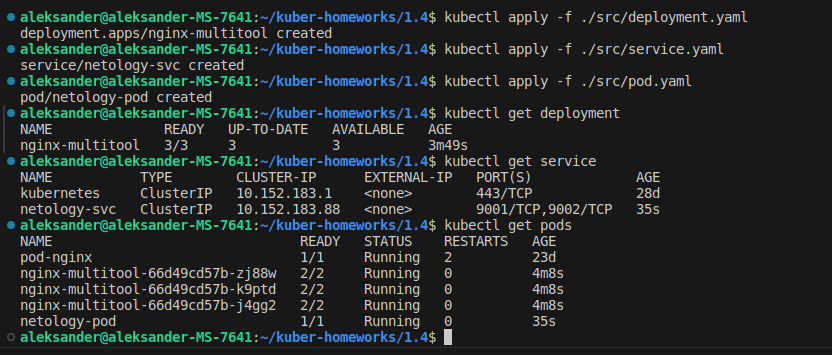 aleksander@aleksander-MS-7641:~/kuber-homeworks/1.4$ kubectl apply -f ./src/deployment.yaml
deployment.apps/nginx-multitool created
aleksander@aleksander-MS-7641:~/kuber-homeworks/1.4$ kubectl apply -f ./src/service.yaml
service/netology-svc created
aleksander@aleksander-MS-7641:~/kuber-homeworks/1.4$ kubectl apply -f ./src/pod.yaml
pod/netology-pod created
aleksander@aleksander-MS-7641:~/kuber-homeworks/1.4$ kubectl get deployment
NAME              READY   UP-TO-DATE   AVAILABLE   AGE
nginx-multitool   3/3     3            3           3m49s
aleksander@aleksander-MS-7641:~/kuber-homeworks/1.4$ kubectl get service
NAME           TYPE        CLUSTER-IP      EXTERNAL-IP   PORT(S)             AGE
kubernetes     ClusterIP   10.152.183.1    <none>        443/TCP             28d
netology-svc   ClusterIP   10.152.183.88   <none>        9001/TCP,9002/TCP   35s
aleksander@aleksander-MS-7641:~/kuber-homeworks/1.4$ kubectl get pods
NAME                               READY   STATUS    RESTARTS   AGE
pod-nginx                          1/1     Running   2          23d
nginx-multitool-66d49cd57b-zj88w   2/2     Running   0          4m8s
nginx-multitool-66d49cd57b-k9ptd   2/2     Running   0          4m8s
nginx-multitool-66d49cd57b-j4gg2   2/2     Running   0          4m8s
netology-pod                       1/1     Running   0          35s
aleksander@aleksander-MS-7641:~/kuber-homeworks/1.4$